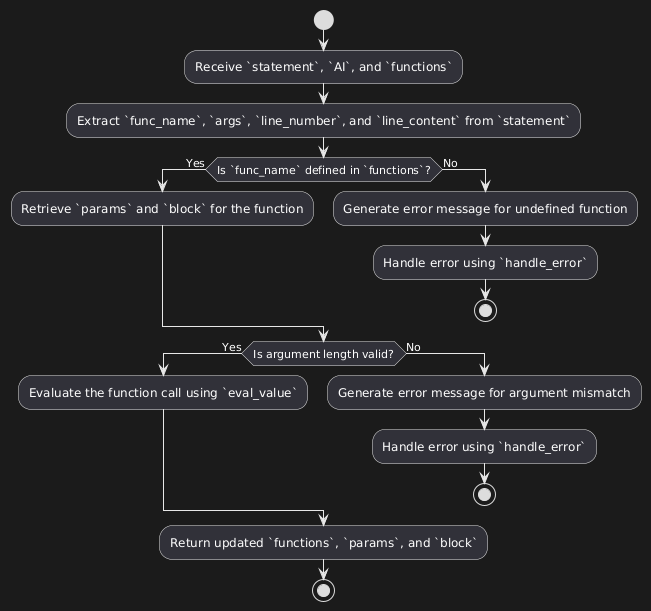 Receive `statement`, `AI`, and `functions`
Extract `func_name`, `args`, `line_number`, and `line_content` from `statement`
Yes
Is `func_name` defined in `functions`?
No
Retrieve `params` and `block` for the function
Generate error message for undefined function
Handle error using `handle_error`
Yes
Is argument length valid?
No
Evaluate the function call using `eval_value`
Generate error message for argument mismatch
Handle error using `handle_error`
Return updated `functions`, `params`, and `block`